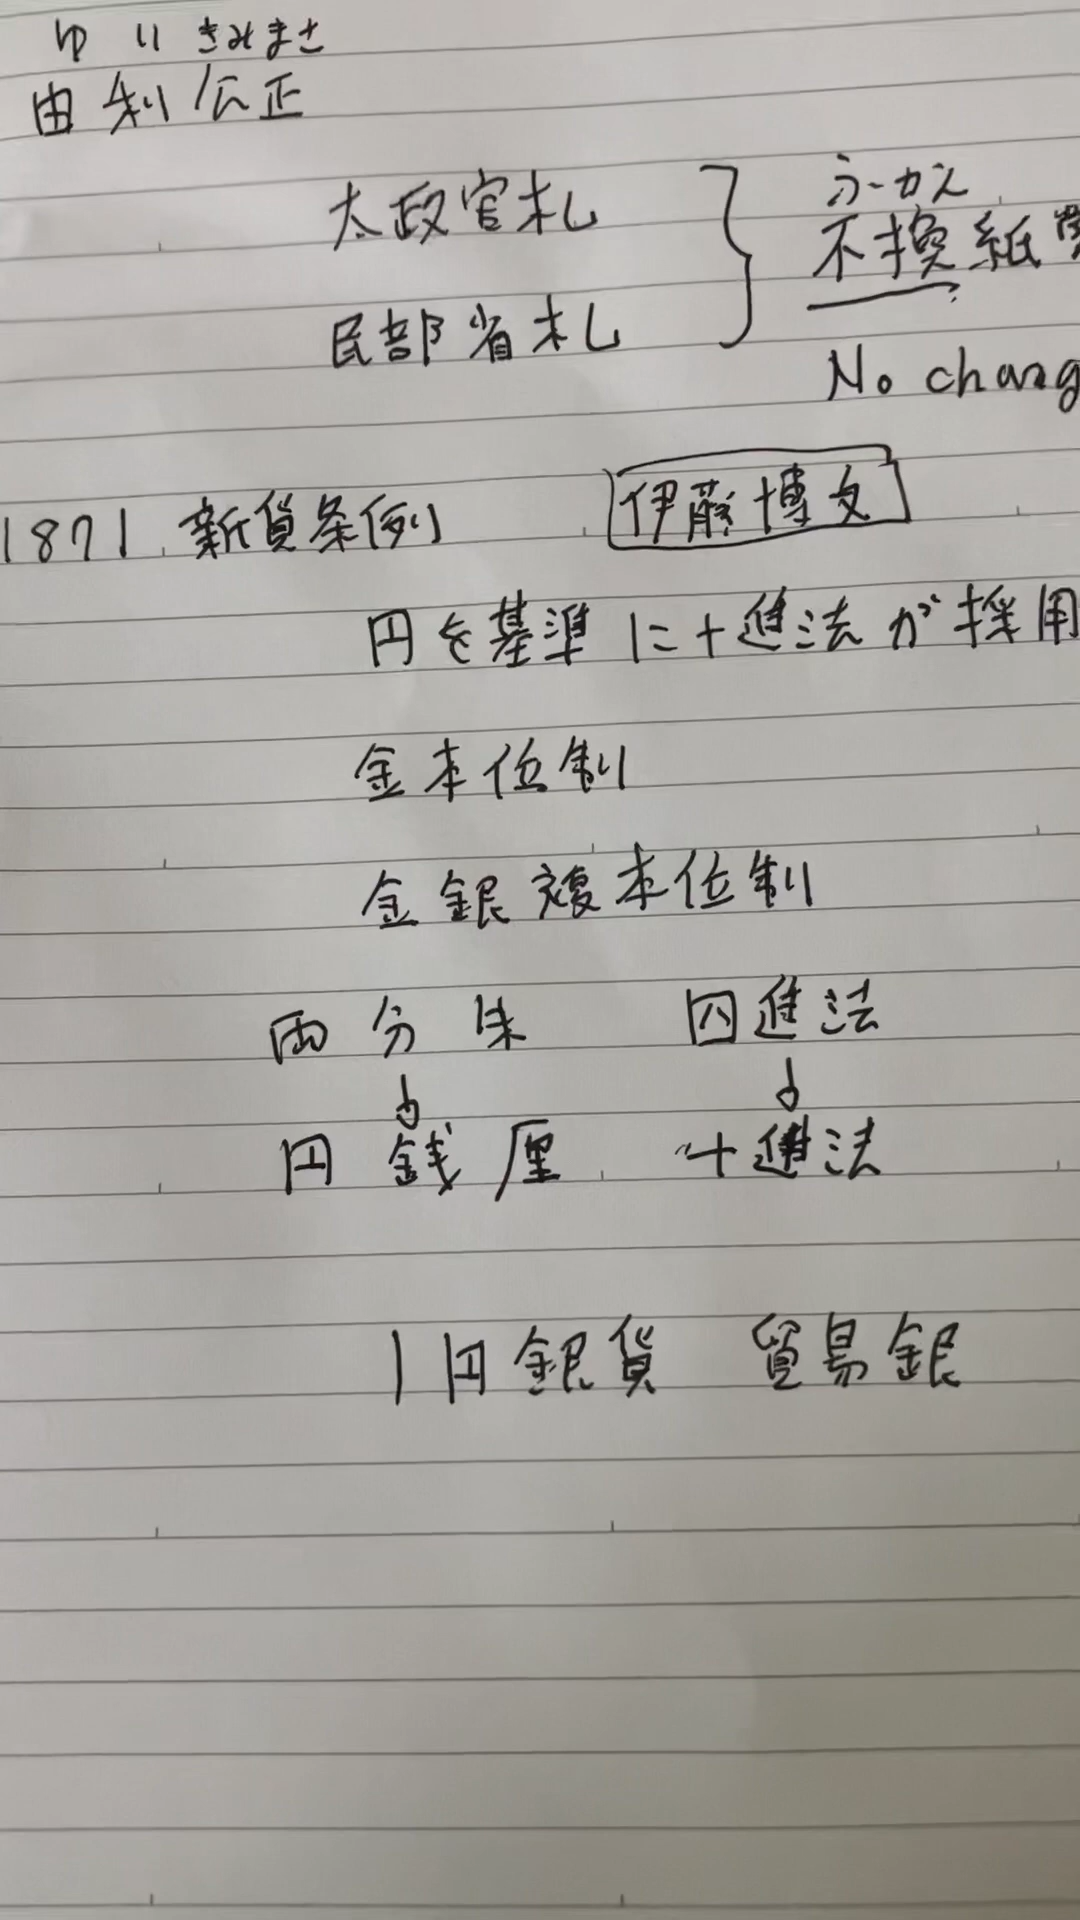 ゆり きみまさ
由利公正
太政官札
ふーかん
不換紙幣
民部省札
No chang
1871 新貨条例 伊藤博文
円を基準に十進法が採用
金本位制
金銀複本位制
両 分 朱 四進法
↓ ↓
円 銭 厘 十進法
1円銀貨 貿易銀